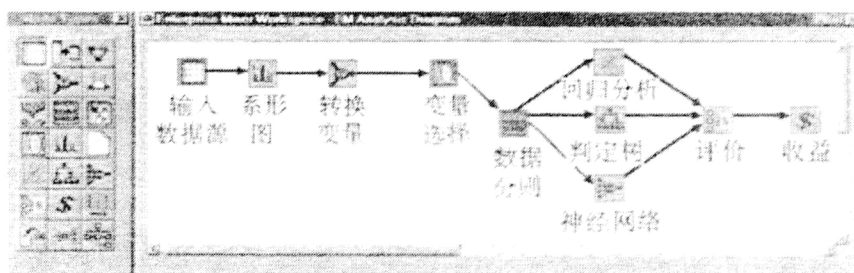 Enterprise Miner Workspace - EM Analytics Diagram
输入
数据源
系形
图
转换
变量
变量
选择
数据
分割
回归分析
判定树
神经网络
评价
收益